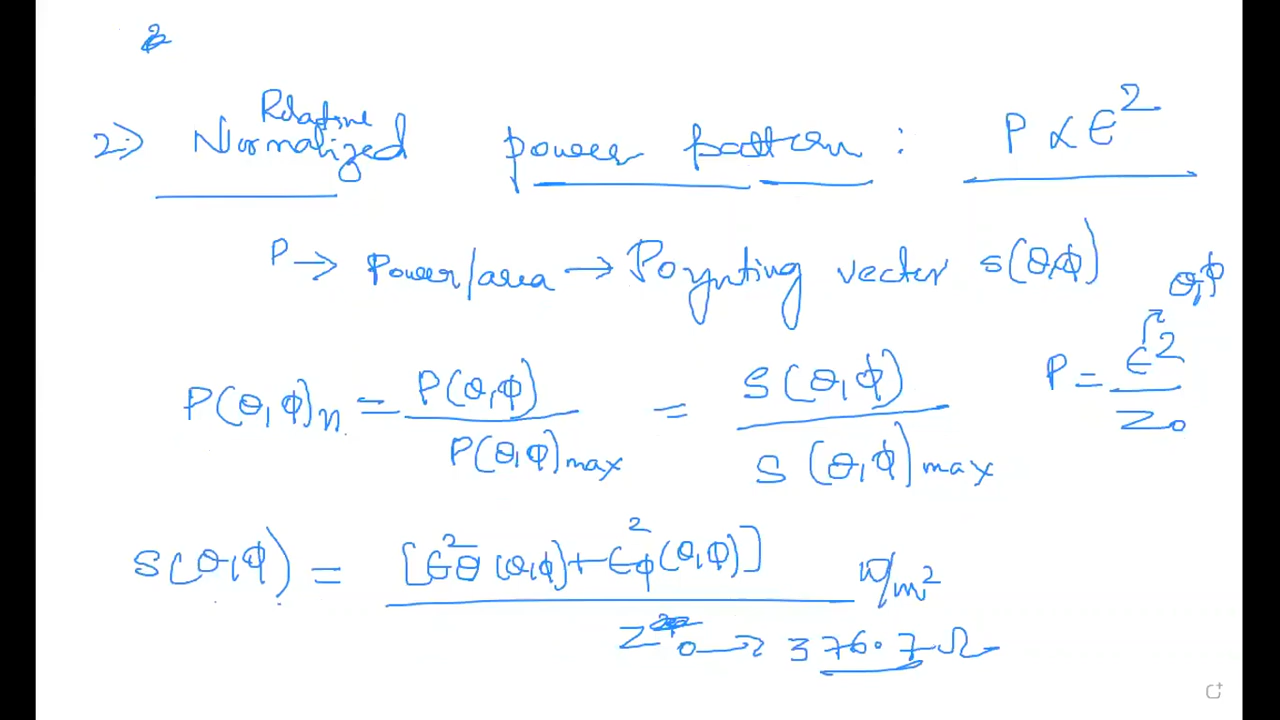 2⇒ Relative Normalized power pattern : P ∝ E²
P → Power/area → Poynting vector S(θ,ϕ)
P(θ,ϕ)n = P(θ,ϕ) / P(θ,ϕ)max = S(θ,ϕ) / S(θ,ϕ)max P = E² / Z₀ → θ,ϕ
S(θ,ϕ) = [E²θ(θ,ϕ) + E²ϕ(θ,ϕ)] / Z₀ W/m²
→ 376.7 Ω